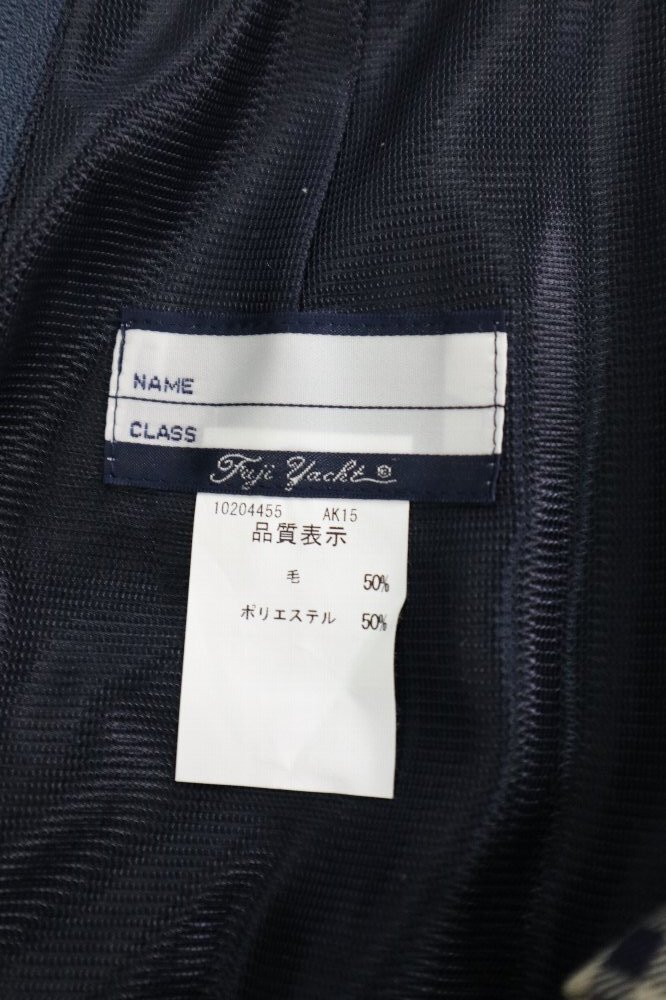 NAME
CLASS
Fuji Yacht®
10204455 AK15
品質表示
毛 50%
ポリエステル 50%